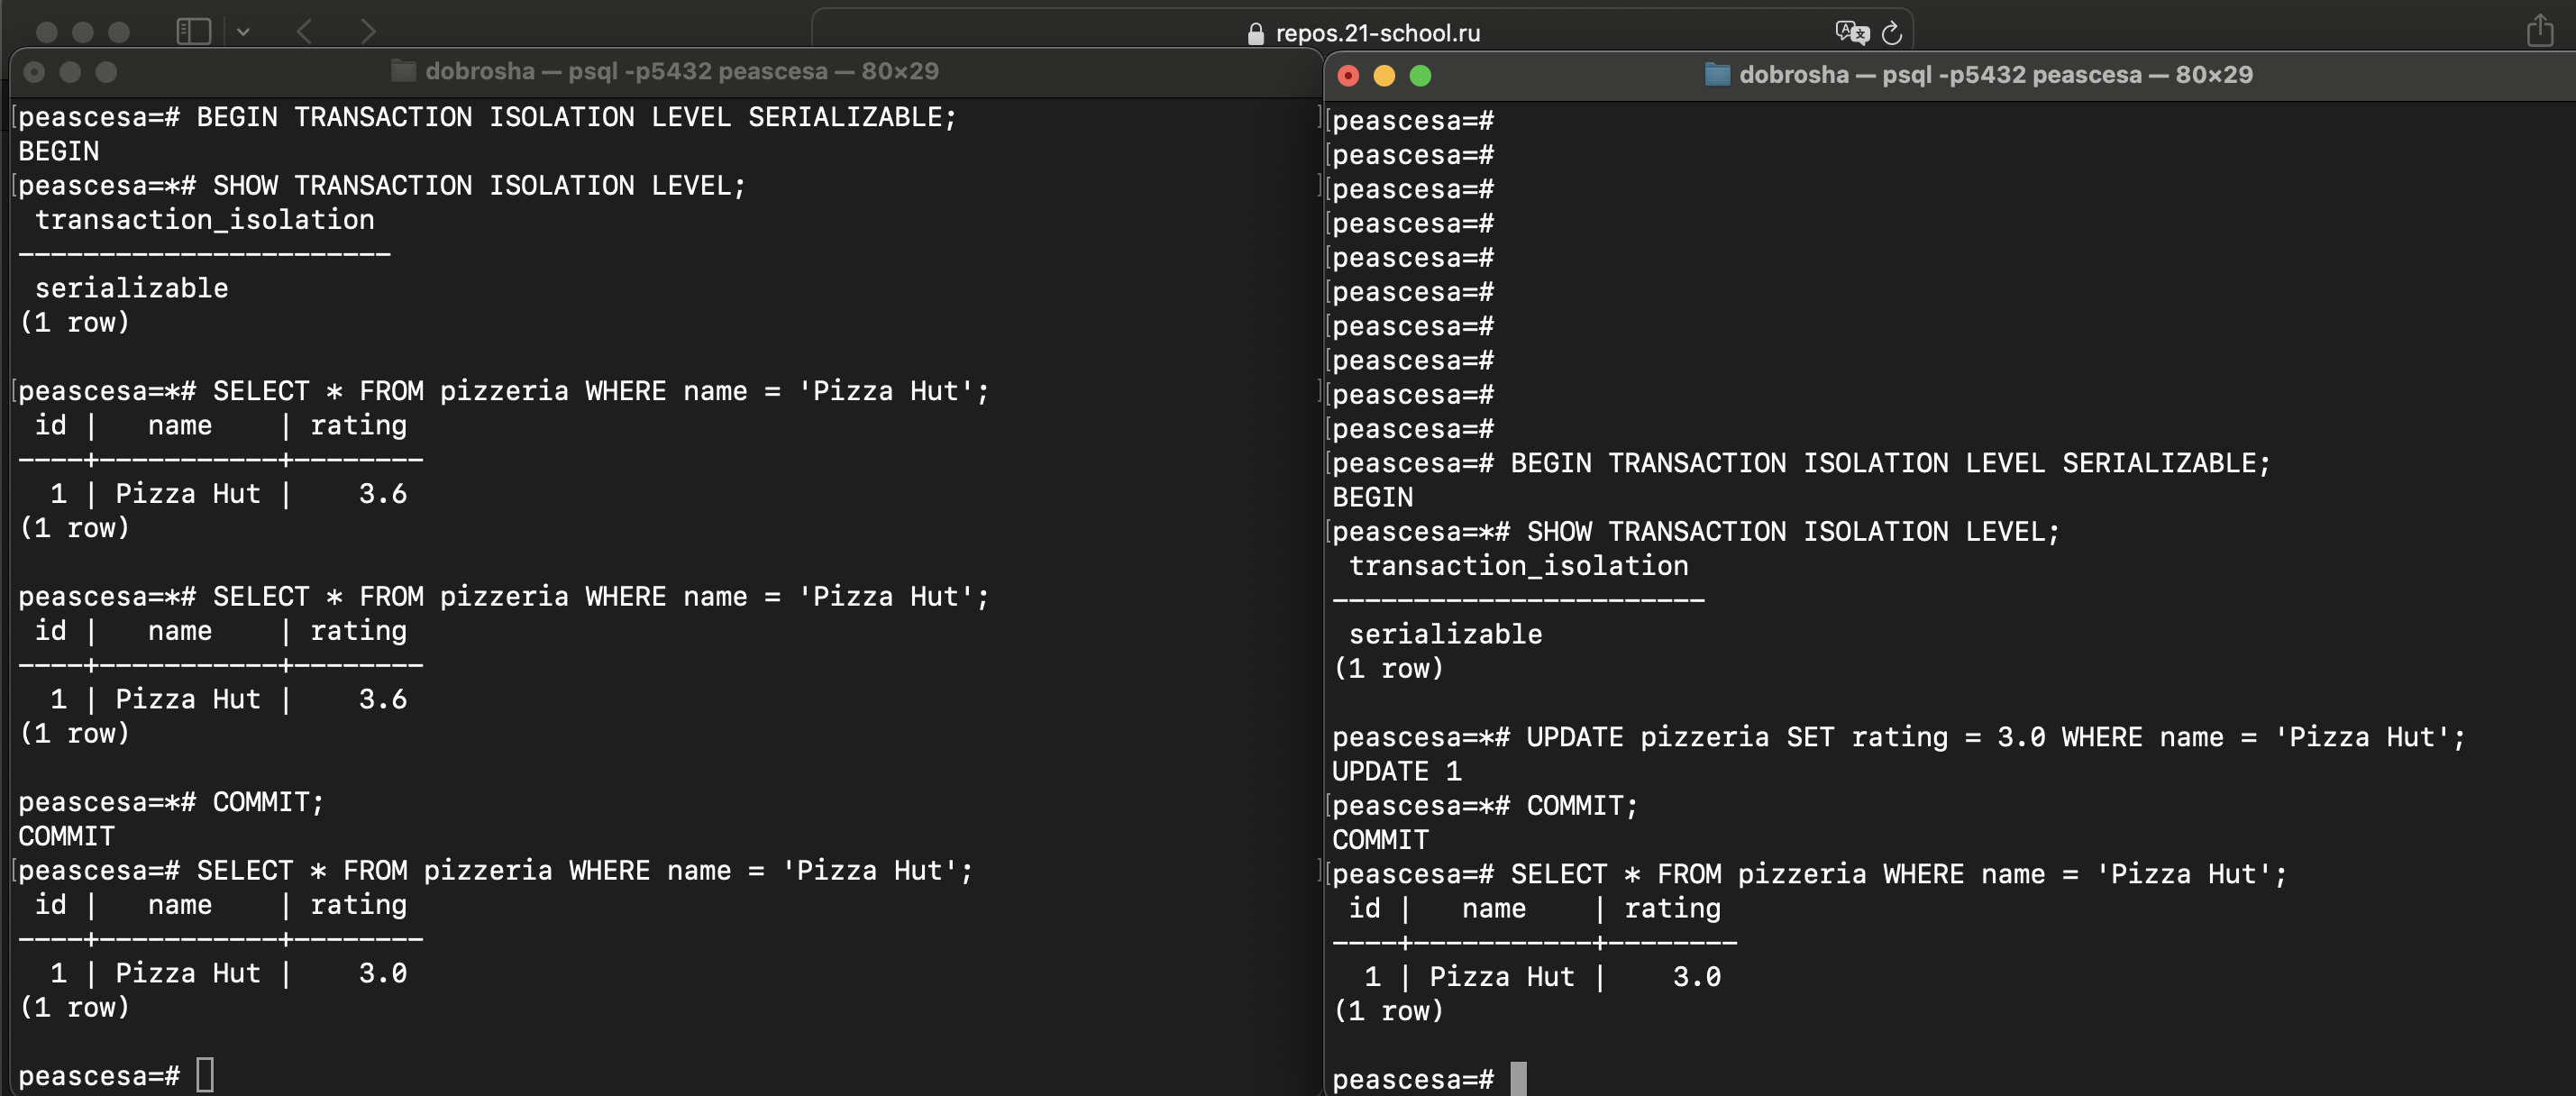 repos.21-school.ru
dobrosha — psql -p5432 peascesa — 80×29
peascesa=# BEGIN TRANSACTION ISOLATION LEVEL SERIALIZABLE;
BEGIN
peascesa=*# SHOW TRANSACTION ISOLATION LEVEL;
 transaction_isolation
-----------------------
 serializable
(1 row)
peascesa=*# SELECT * FROM pizzeria WHERE name = 'Pizza Hut';
 id |   name    | rating
----+-----------+--------
  1 | Pizza Hut |    3.6
(1 row)
peascesa=*# SELECT * FROM pizzeria WHERE name = 'Pizza Hut';
 id |   name    | rating
----+-----------+--------
  1 | Pizza Hut |    3.6
(1 row)
peascesa=*# COMMIT;
COMMIT
peascesa=# SELECT * FROM pizzeria WHERE name = 'Pizza Hut';
 id |   name    | rating
----+-----------+--------
  1 | Pizza Hut |    3.0
(1 row)
peascesa=#
dobrosha — psql -p5432 peascesa — 80×29
peascesa=#
peascesa=#
peascesa=#
peascesa=#
peascesa=#
peascesa=#
peascesa=#
peascesa=#
peascesa=#
peascesa=#
peascesa=# BEGIN TRANSACTION ISOLATION LEVEL SERIALIZABLE;
BEGIN
peascesa=*# SHOW TRANSACTION ISOLATION LEVEL;
 transaction_isolation
-----------------------
 serializable
(1 row)
peascesa=*# UPDATE pizzeria SET rating = 3.0 WHERE name = 'Pizza Hut';
UPDATE 1
peascesa=*# COMMIT;
COMMIT
peascesa=# SELECT * FROM pizzeria WHERE name = 'Pizza Hut';
 id |   name    | rating
----+-----------+--------
  1 | Pizza Hut |    3.0
(1 row)
peascesa=#